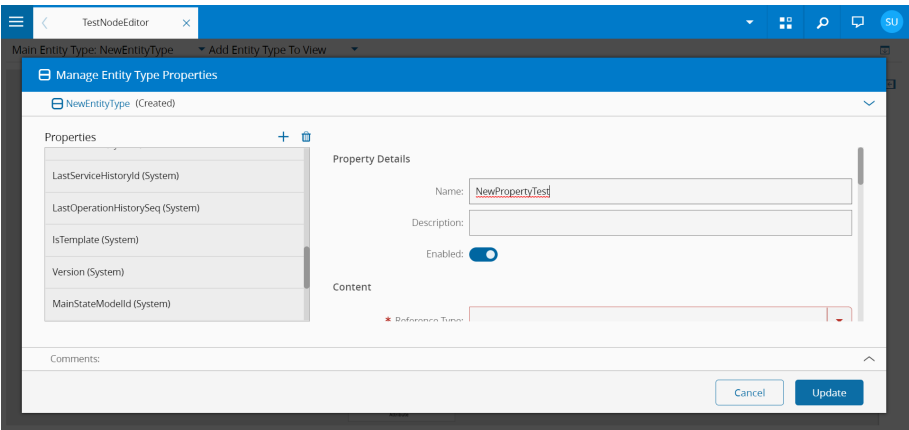 TestNodeEditor
SU
Main Entity Type: NewEntityType
Add Entity Type To View
Manage Entity Type Properties
NewEntityType (Created)
Properties
LastServiceHistoryId (System)
LastOperationHistorySeq (System)
IsTemplate (System)
Version (System)
MainStateModelId (System)
Property Details
Name: NewPropertyTest
Description:
Enabled:
Content
* Reference Type:
Comments:
Cancel
Update